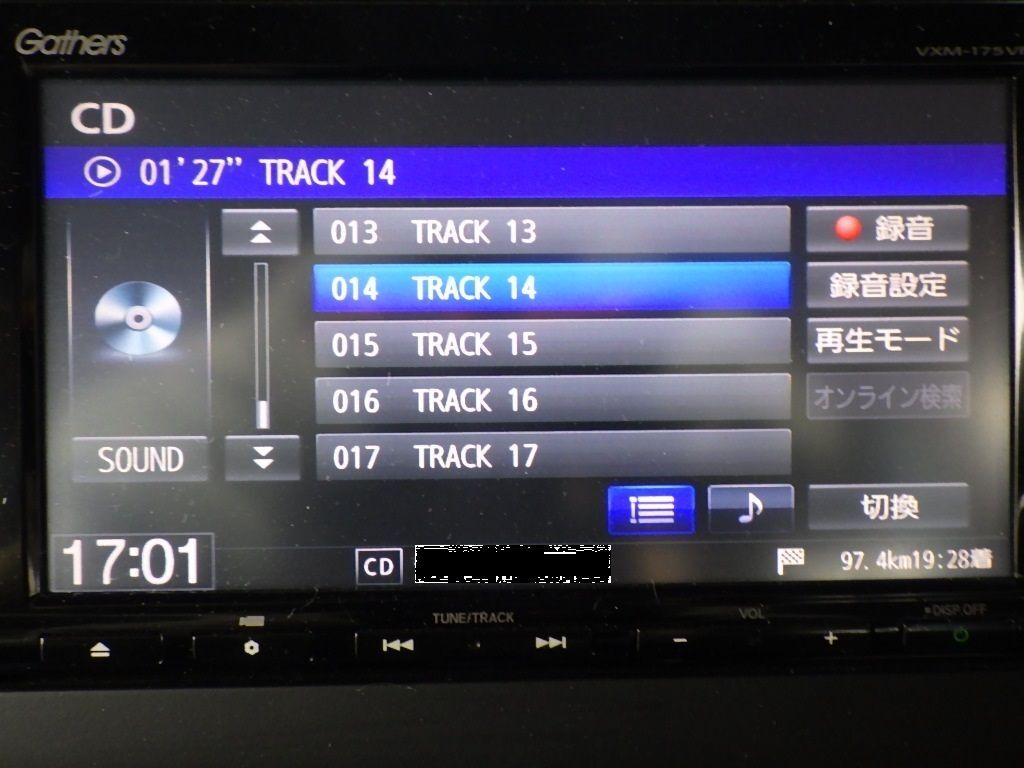 Gathers
VXM-175VF
CD
01'27" TRACK 14
013 TRACK 13
014 TRACK 14
015 TRACK 15
016 TRACK 16
017 TRACK 17
録音
録音設定
再生モード
オンライン検索
SOUND
切換
17:01
CD
97.4km19:28着
TUNE/TRACK
VOL
DISP OFF